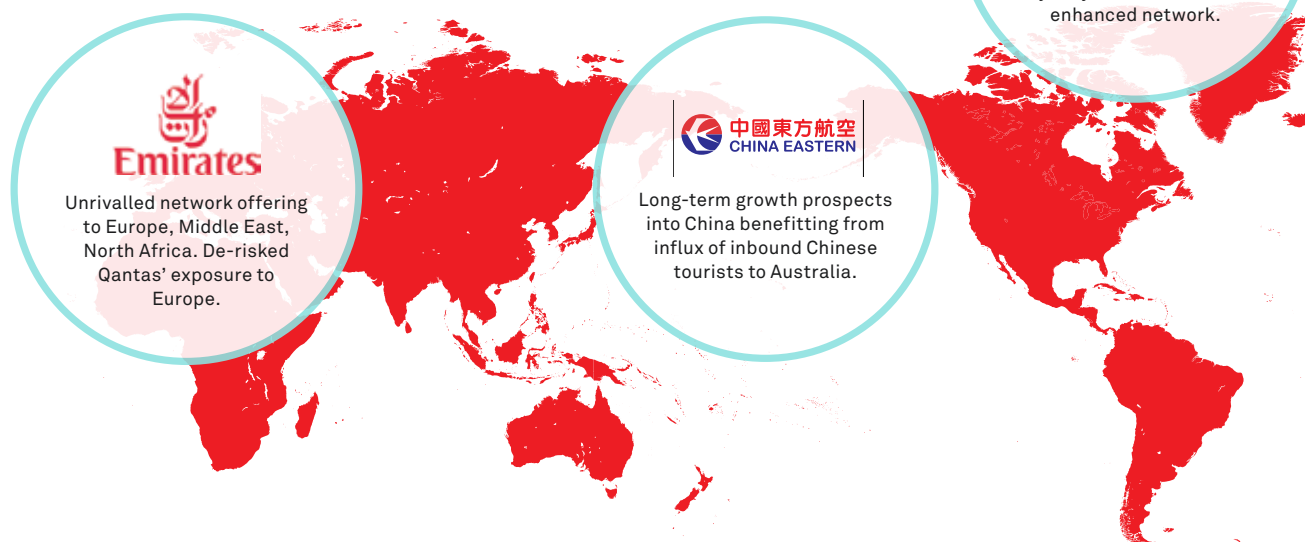 enhanced network.
Emirates
Unrivalled network offering
to Europe, Middle East,
North Africa. De-risked
Qantas’ exposure to
Europe.
中國東方航空
CHINA EASTERN
Long-term growth prospects
into China benefitting from
influx of inbound Chinese
tourists to Australia.